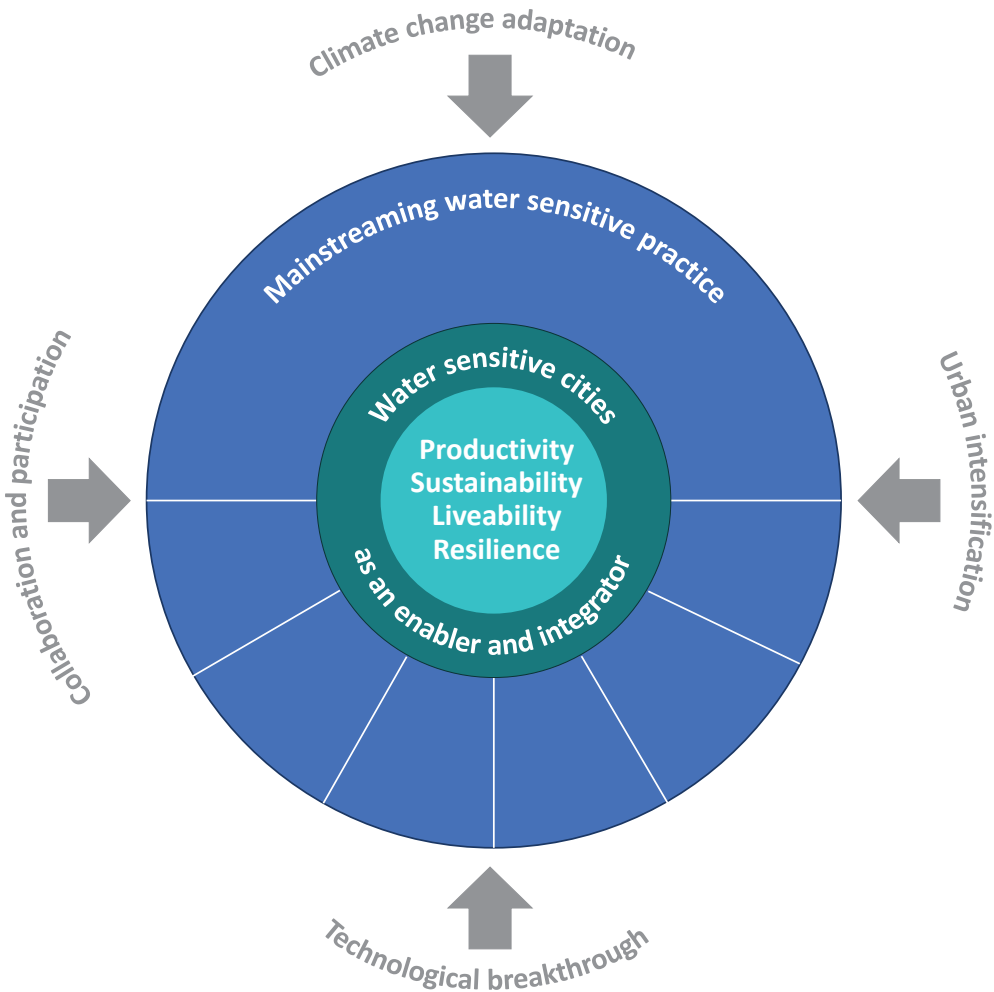 Climate change adaptation
Mainstreaming water sensitive practice
Collaboration and participation
Urban intensification
Water sensitive cities
Productivity
Sustainability
Liveability
Resilience
as an enabler and integrator
Technological breakthrough